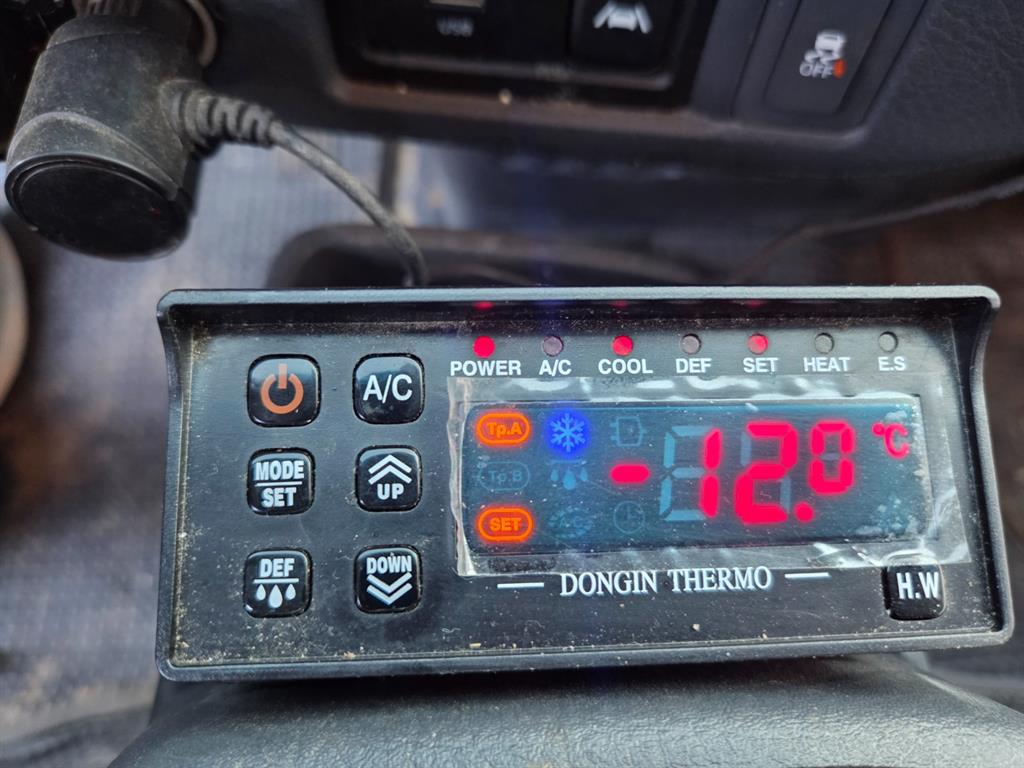 USB
OFF
POWER A/C COOL DEF SET HEAT E.S
A/C
MODE
SET
UP
DEF
DOWN
Tp.A
Tp.B
SET
-12.0 °C
DONGIN THERMO
H.W